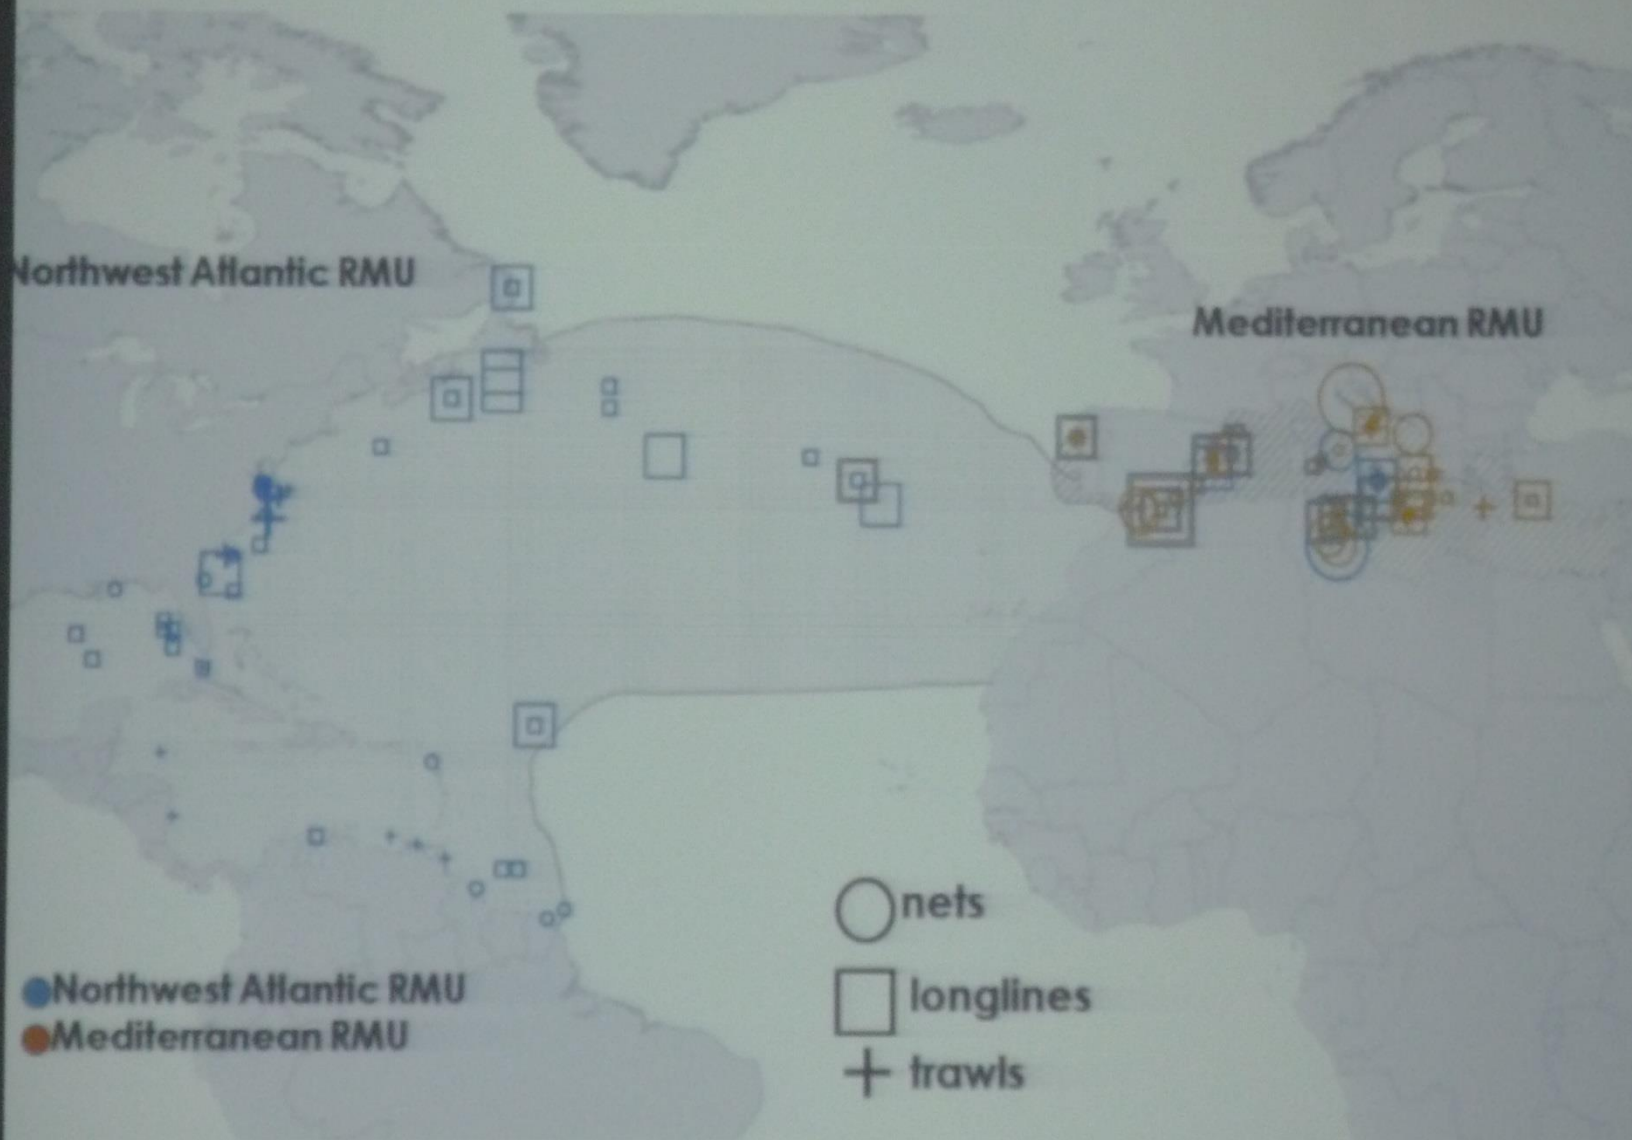 Northwest Atlantic RMU
Mediterranean RMU
nets
Northwest Atlantic RMU
longlines
Mediterranean RMU
trawls